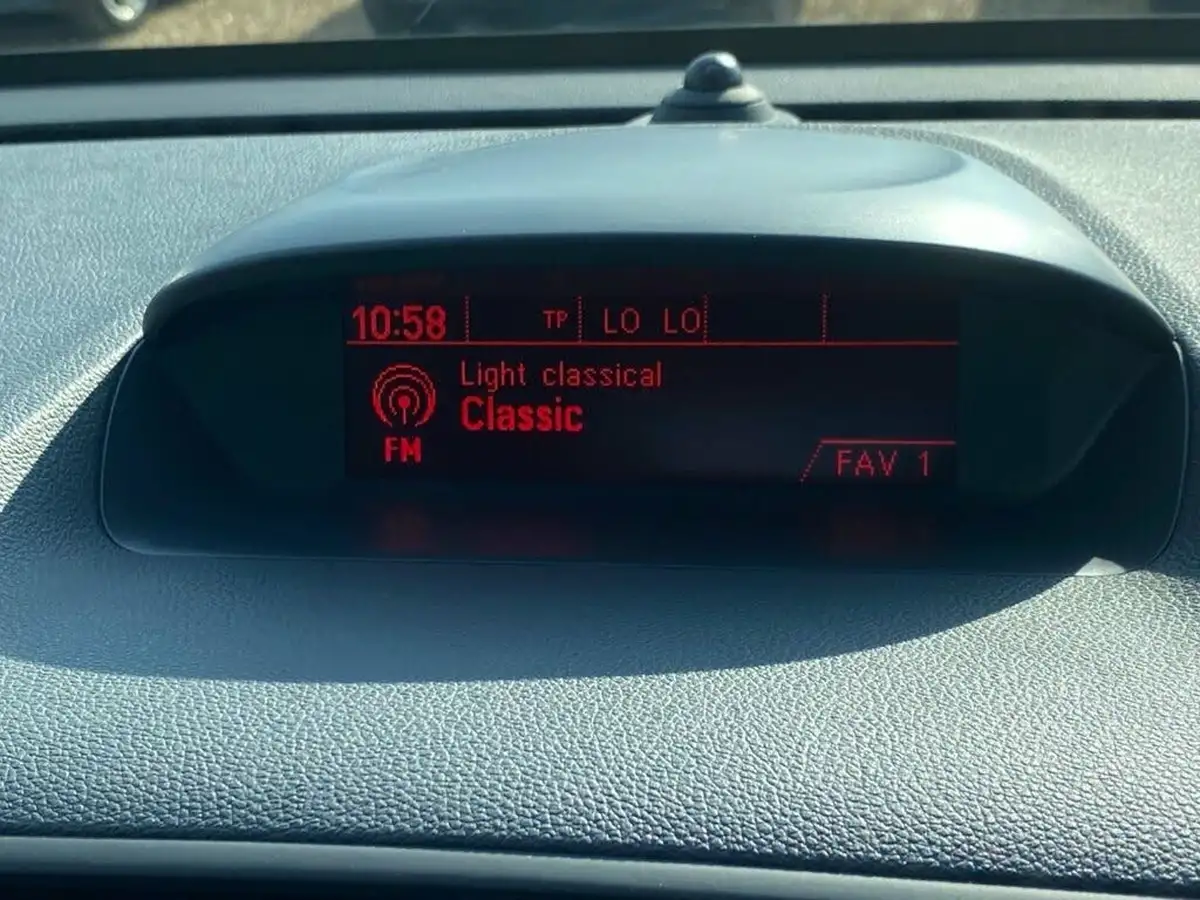 10:58 TP LO LO
Light classical
Classic
FM
FAV 1